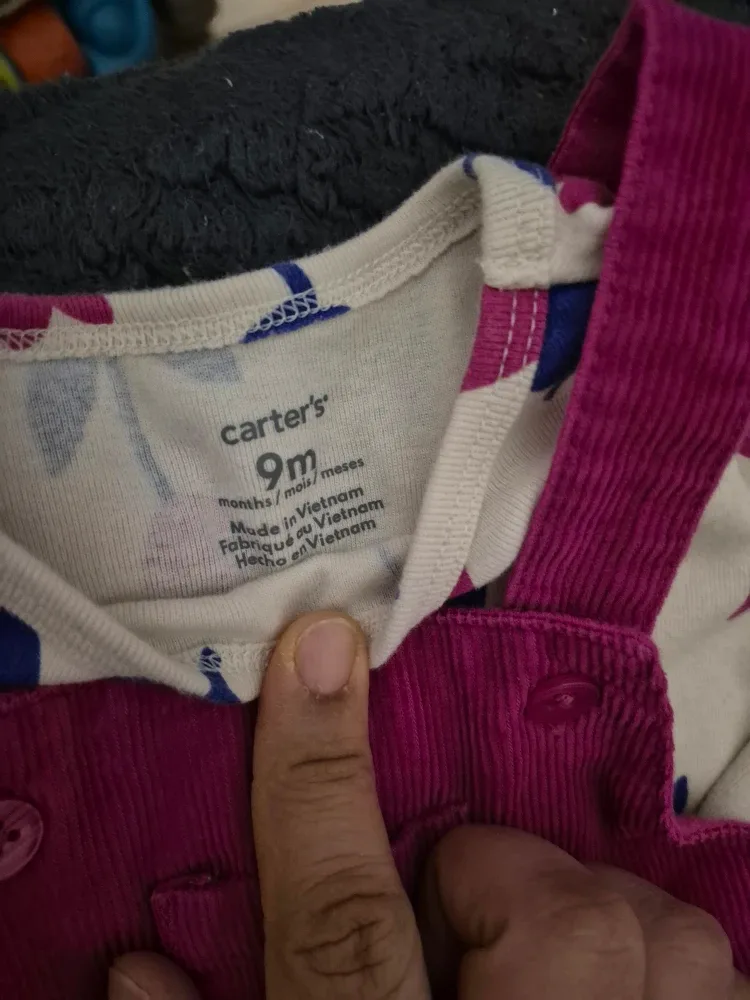 carter's
9m
months / mois / meses
Made in Vietnam
Fabriqué au Vietnam
Hecho en Vietnam